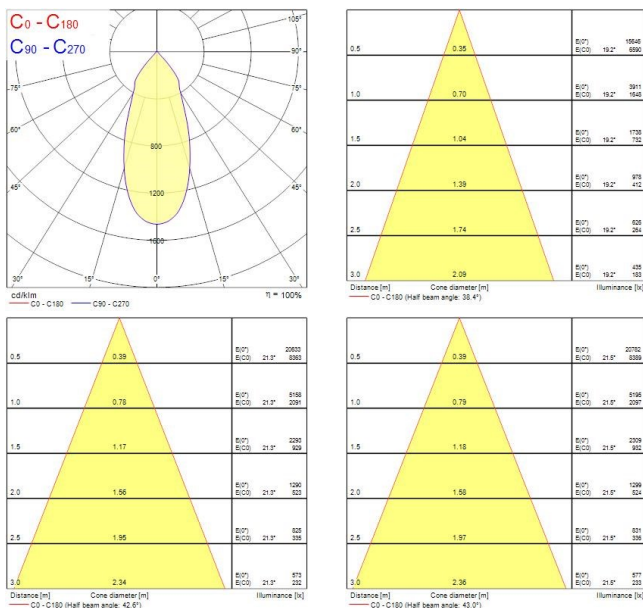 C0 - C180
C90 - C270
105°
90°
75°
75°
60°
60°
45°
45°
30°
15°
0°
15°
30°
800
1200
1600
cd/klm
η = 100%
C0 - C180
C90 - C270
0.5 0.35 E(0°) 15646
E(C0) 19.2° 6590
1.0 0.70 E(0°) 3911
E(C0) 19.2° 1648
1.5 1.04 E(0°) 1738
E(C0) 19.2° 732
2.0 1.39 E(0°) 978
E(C0) 19.2° 412
2.5 1.74 E(0°) 626
E(C0) 19.2° 264
3.0 2.09 E(0°) 435
E(C0) 19.2° 183
Distance [m] Cone diameter [m] Illuminance [lx]
C0 - C180 (Half beam angle: 38.4°)
0.5 0.39 E(0°) 20633
E(C0) 21.3° 8363
1.0 0.78 E(0°) 5158
E(C0) 21.3° 2091
1.5 1.17 E(0°) 2293
E(C0) 21.3° 929
2.0 1.56 E(0°) 1290
E(C0) 21.3° 523
2.5 1.95 E(0°) 825
E(C0) 21.3° 335
3.0 2.34 E(0°) 573
E(C0) 21.3° 232
Distance [m] Cone diameter [m] Illuminance [lx]
C0 - C180 (Half beam angle: 42.6°)
0.5 0.39 E(0°) 20782
E(C0) 21.5° 8389
1.0 0.79 E(0°) 5195
E(C0) 21.5° 2097
1.5 1.18 E(0°) 2309
E(C0) 21.5° 932
2.0 1.58 E(0°) 1299
E(C0) 21.5° 524
2.5 1.97 E(0°) 831
E(C0) 21.5° 336
3.0 2.36 E(0°) 577
E(C0) 21.5° 233
Distance [m] Cone diameter [m] Illuminance [lx]
C0 - C180 (Half beam angle: 43.0°)